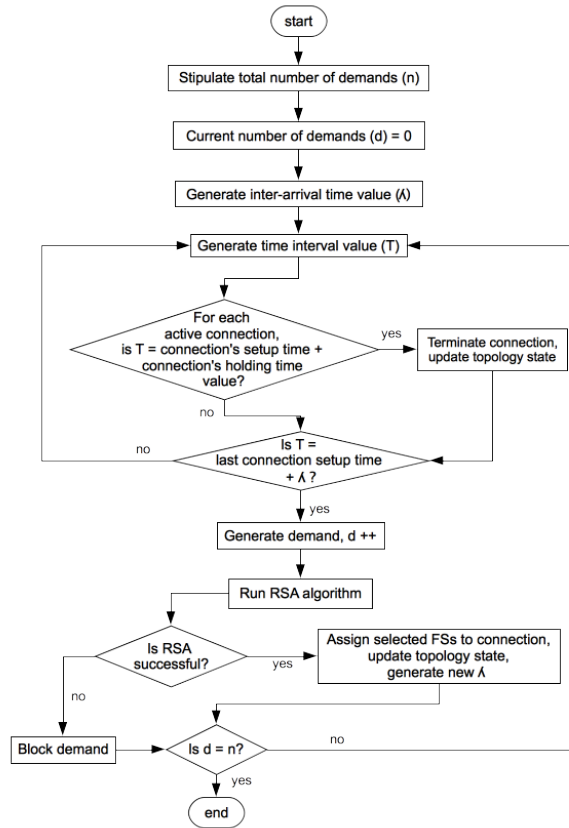 start
Stipulate total number of demands (n)
Current number of demands (d) = 0
Generate inter-arrival time value (ʎ)
Generate time interval value (T)
For each
active connection,
is T = connection's setup time +
connection's holding time
value?
yes
Terminate connection,
update topology state
no
Is T =
last connection setup time
+ ʎ ?
no
yes
Generate demand, d ++
Run RSA algorithm
Is RSA
successful?
yes
Assign selected FSs to connection,
update topology state,
generate new ʎ
no
Block demand
Is d = n?
no
yes
end